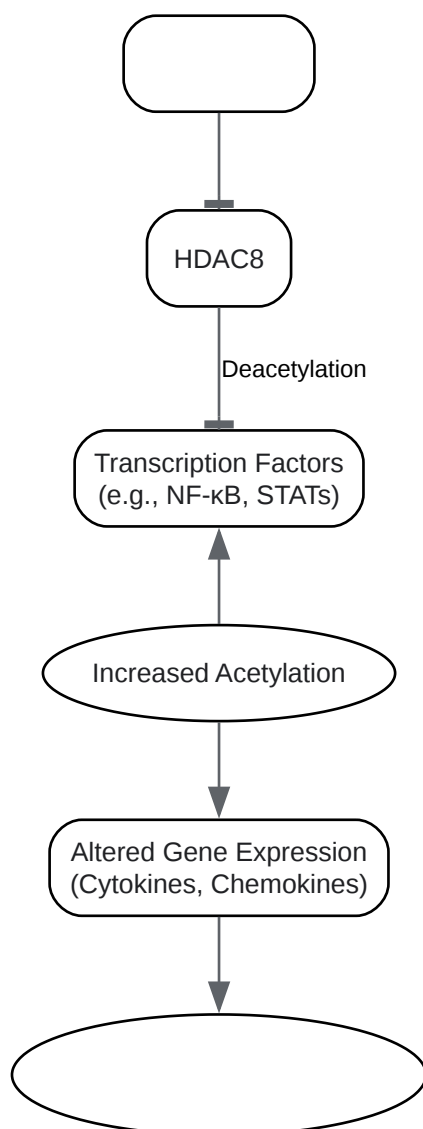 HDAC8
Deacetylation
Transcription Factors
(e.g., NF-κB, STATs)
Increased Acetylation
Altered Gene Expression
(Cytokines, Chemokines)